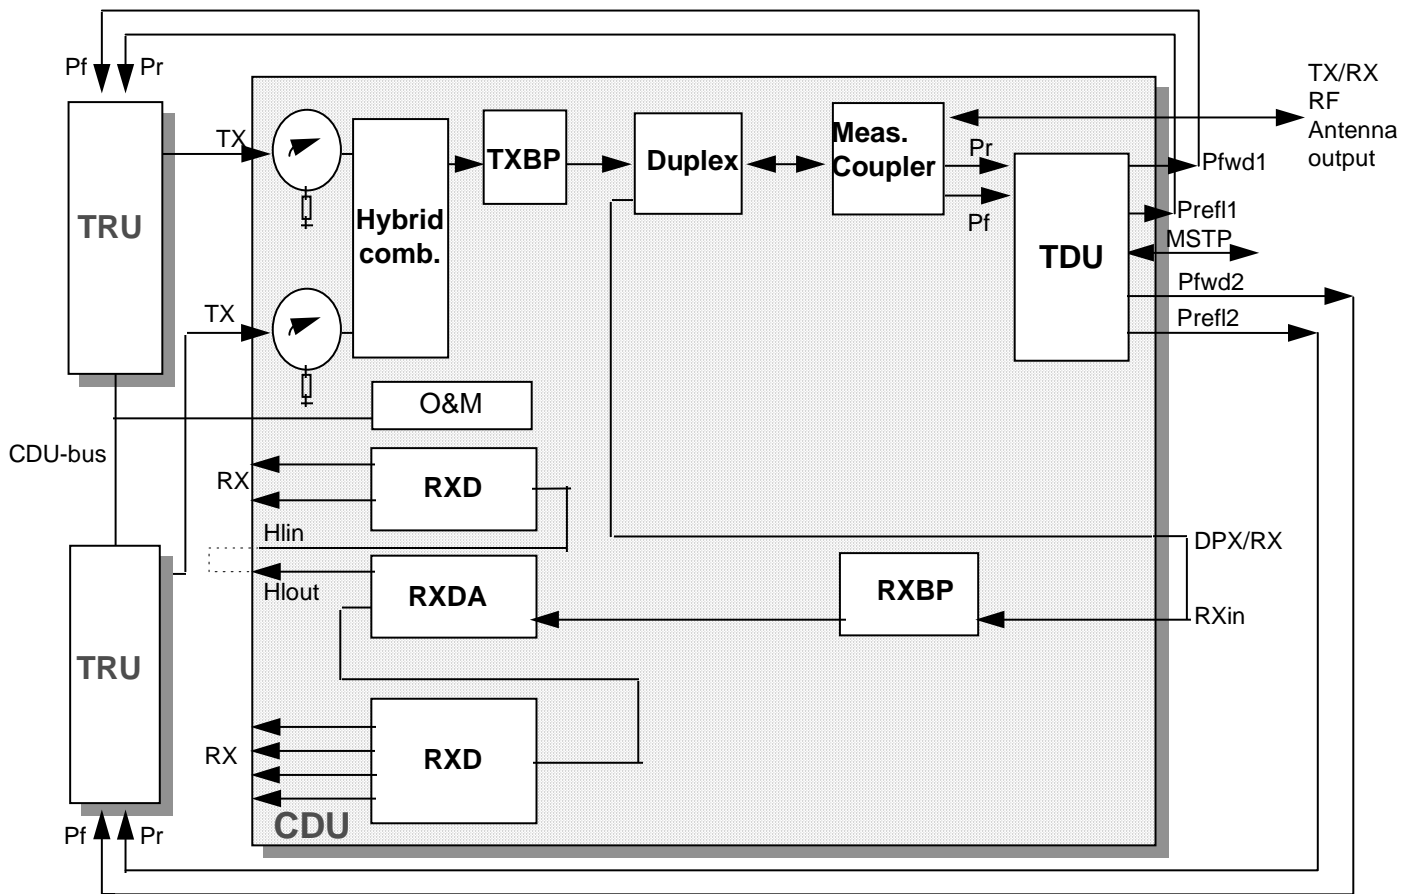 Pf
Pr
TX/RX
RF
Antenna
output
TX
TRU
TXBP
Duplex
Meas.
Coupler
Pr
Pf
Pfwd1
Hybrid
comb.
TDU
Prefl1
MSTP
Pfwd2
Prefl2
TX
O&M
CDU-bus
RX
RXD
HIin
HIout
RXDA
RXBP
DPX/RX
RXin
TRU
RX
RXD
CDU
Pf
Pr